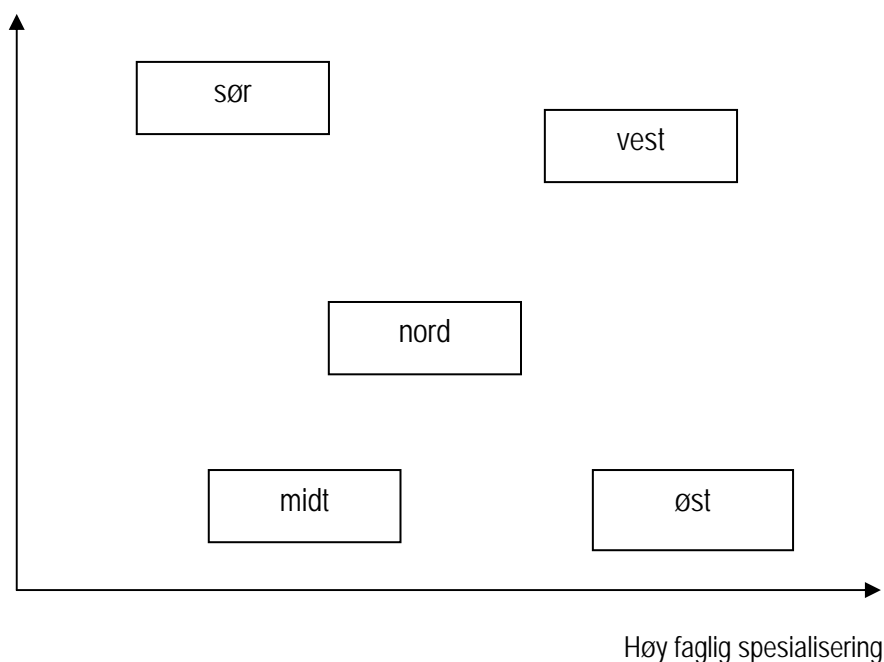 sør
vest
nord
midt
øst
Høy faglig spesialisering